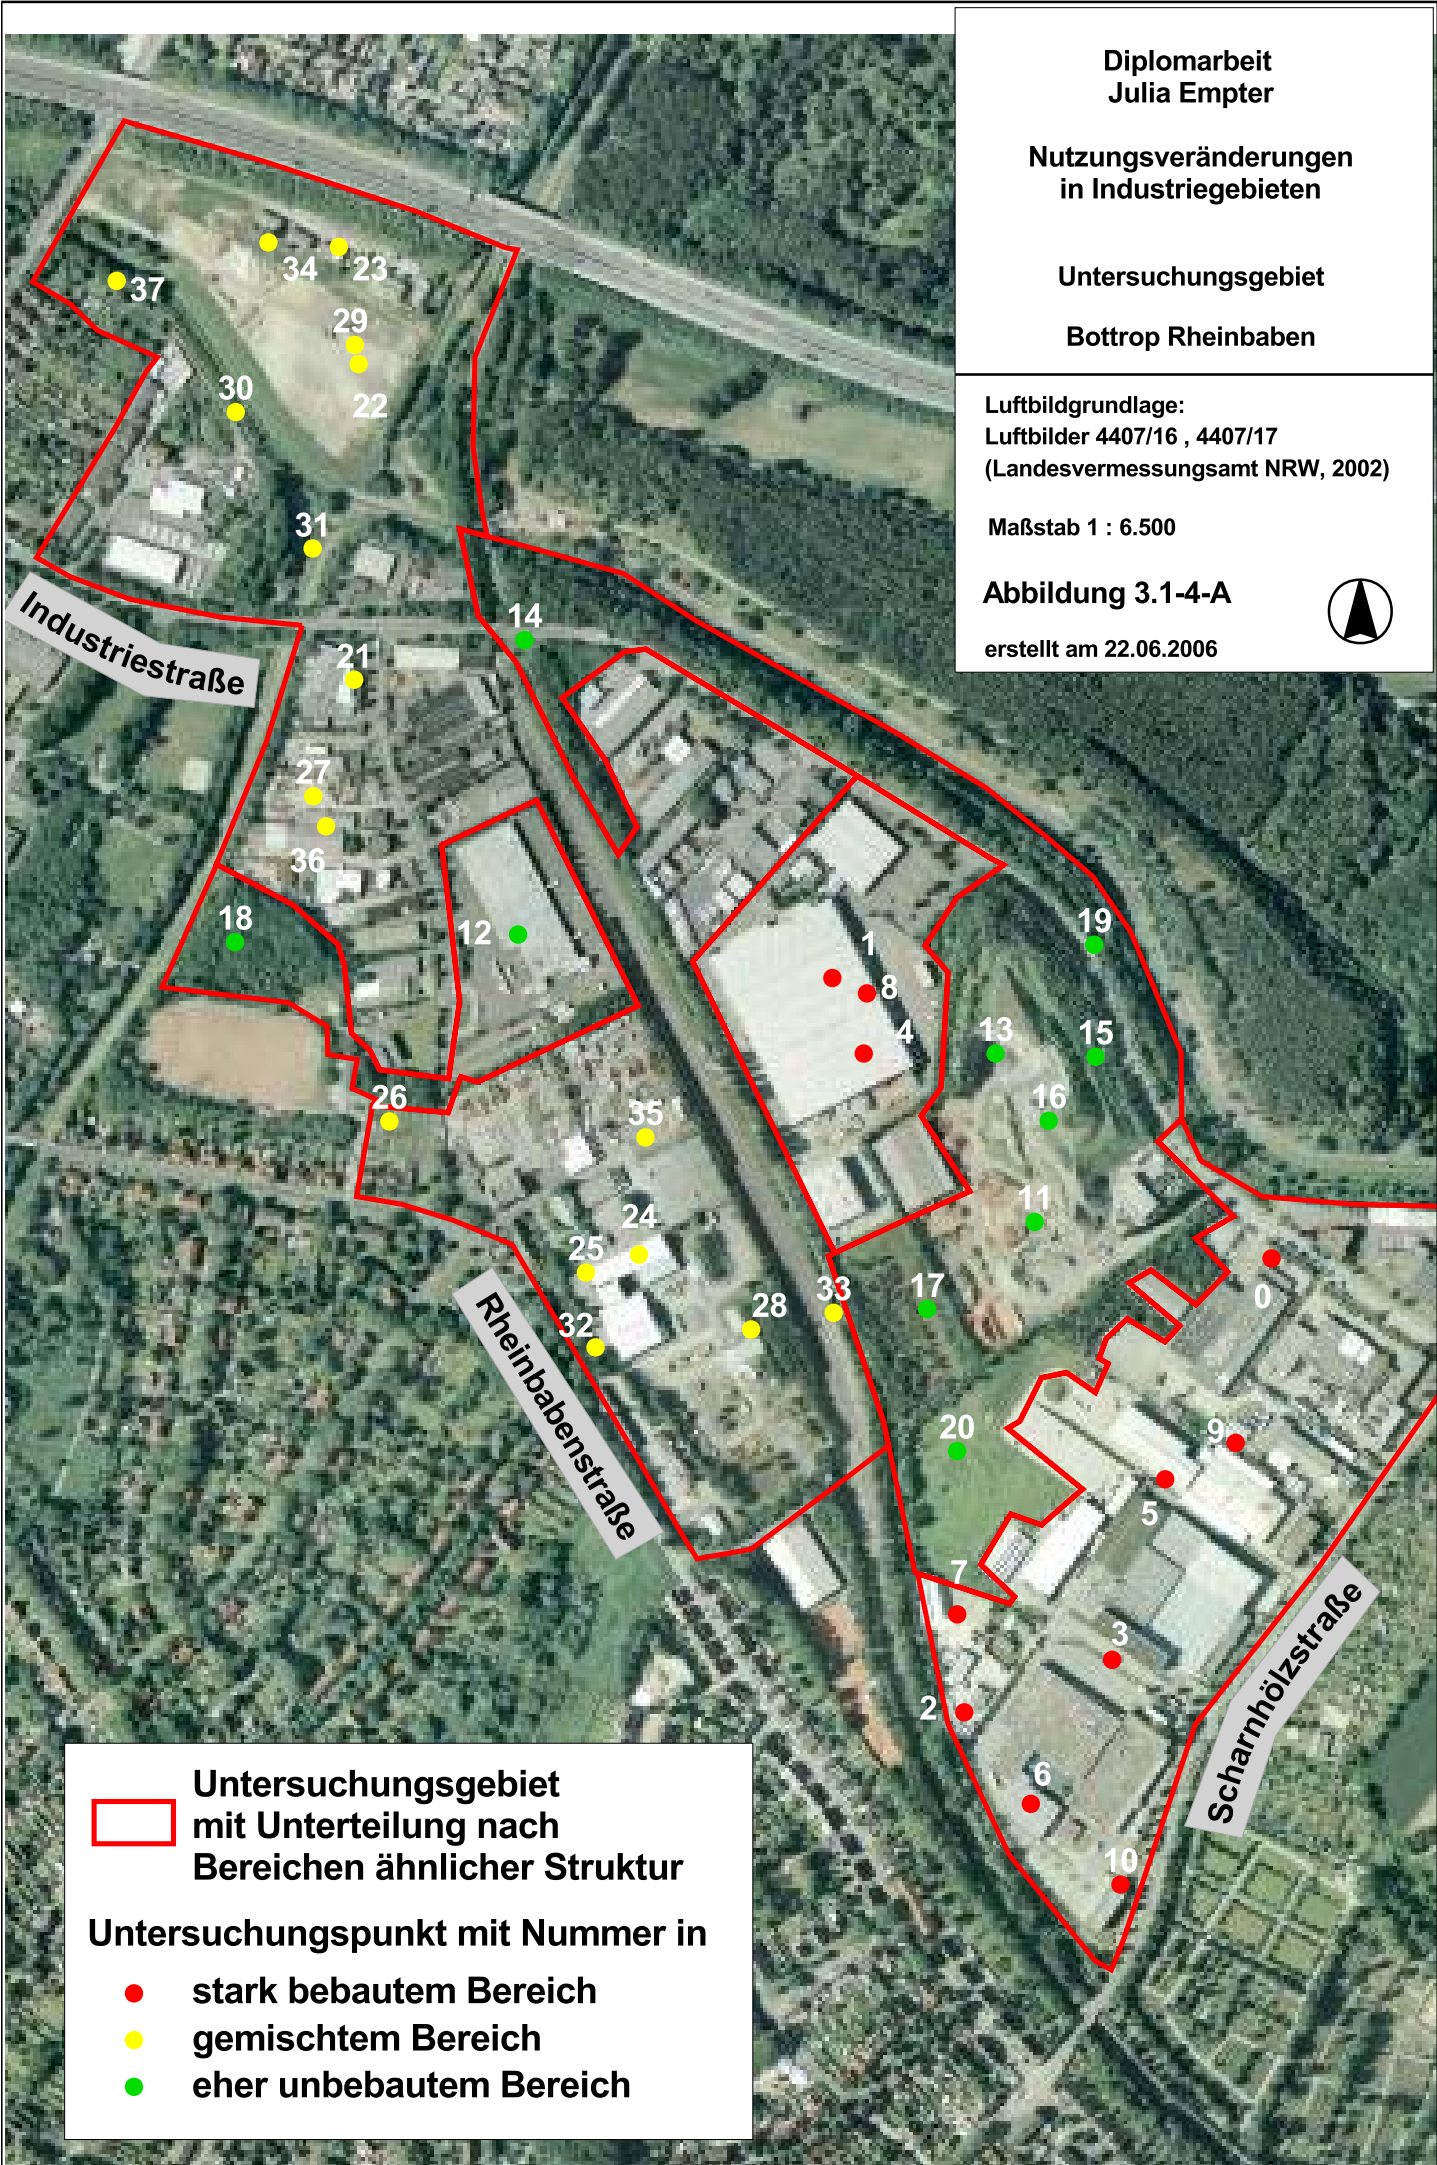 Diplomarbeit
Julia Empter
Nutzungsveränderungen
in Industriegebieten
Untersuchungsgebiet
Bottrop Rheinbaben
Luftbildgrundlage:
Luftbilder 4407/16 , 4407/17
(Landesvermessungsamt NRW, 2002)
Maßstab 1 : 6.500
Abbildung 3.1-4-A
erstellt am 22.06.2006
34
23
37
29
22
30
31
Industriestraße
14
21
27
36
18
12
1
8
4
19
13
15
16
26
35
11
24
25
0
33
17
28
32
Rheinbabenstraße
20
9
5
7
3
2
Scharnhölzstraße
6
10
Untersuchungsgebiet
mit Unterteilung nach
Bereichen ähnlicher Struktur
Untersuchungspunkt mit Nummer in
stark bebautem Bereich
gemischtem Bereich
eher unbebautem Bereich